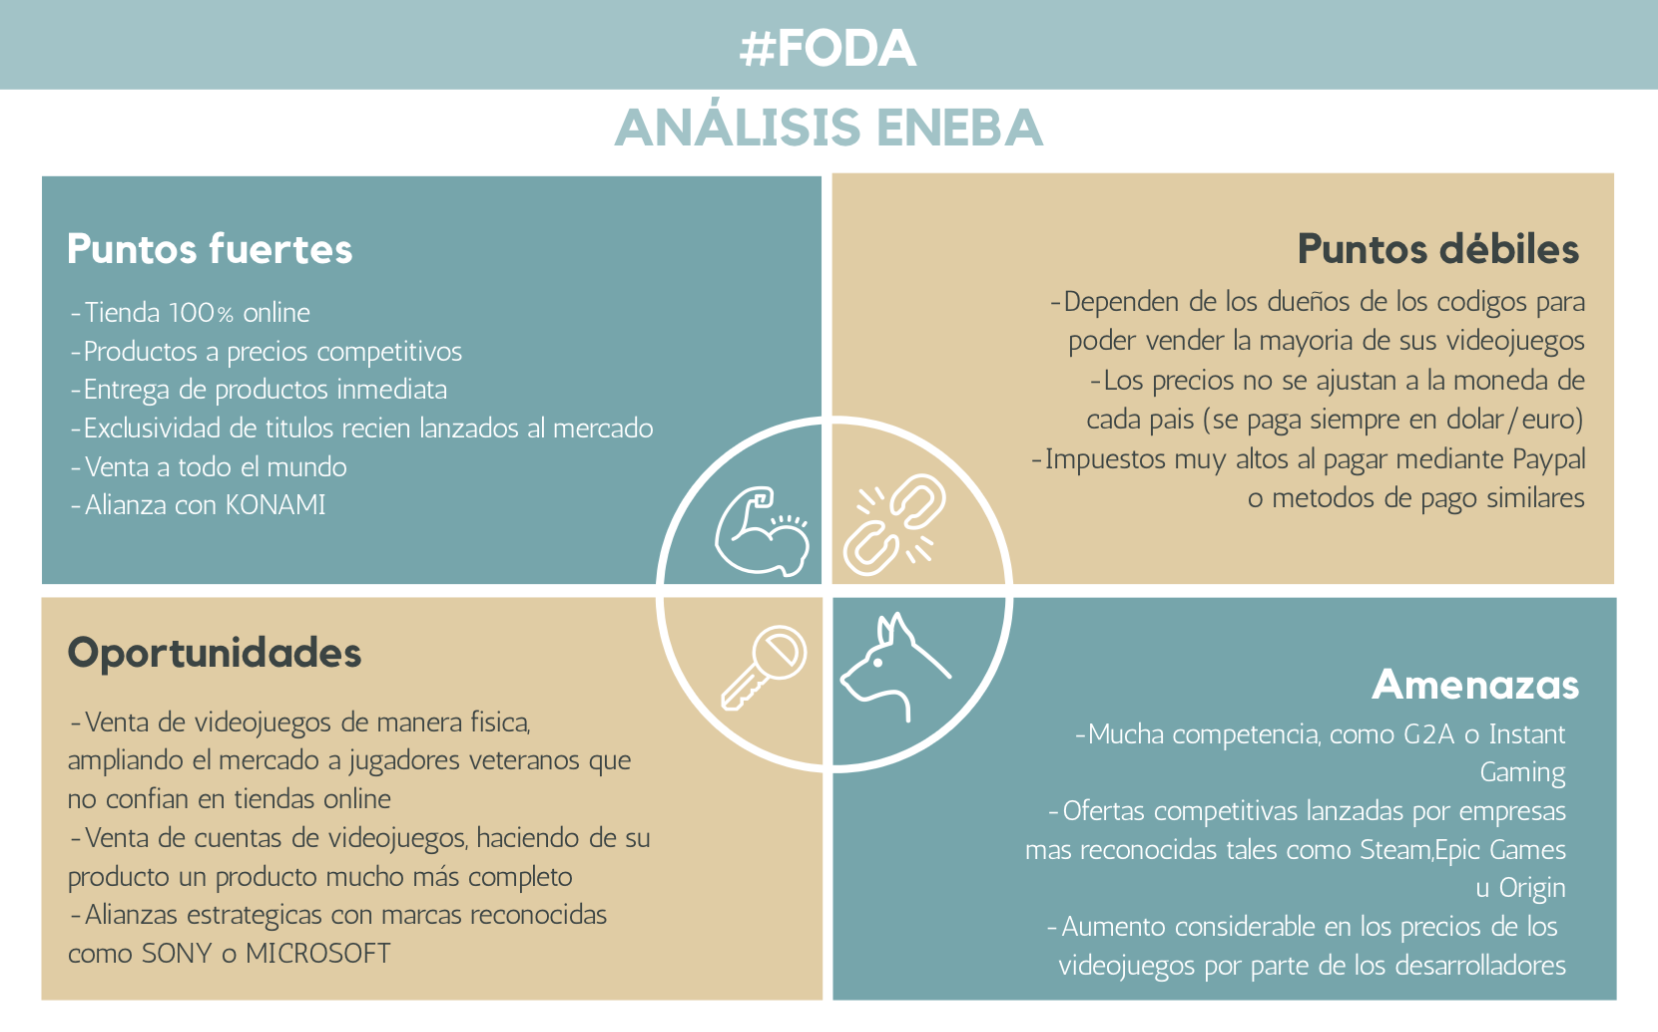 #FODA
ANÁLISIS ENEBA
Puntos fuertes
-Tienda 100% online
-Productos a precios competitivos
-Entrega de productos inmediata
-Exclusividad de titulos recien lanzados al mercado
-Venta a todo el mundo
-Alianza con KONAMI
Puntos débiles
-Dependen de los dueños de los codigos para
poder vender la mayoria de sus videojuegos
-Los precios no se ajustan a la moneda de
cada pais (se paga siempre en dolar/euro)
-Impuestos muy altos al pagar mediante Paypal
o metodos de pago similares
Oportunidades
-Venta de videojuegos de manera fisica,
ampliando el mercado a jugadores veteranos que
no confian en tiendas online
-Venta de cuentas de videojuegos, haciendo de su
producto un producto mucho más completo
-Alianzas estrategicas con marcas reconocidas
como SONY o MICROSOFT
Amenazas
-Mucha competencia, como G2A o Instant
Gaming
-Ofertas competitivas lanzadas por empresas
mas reconocidas tales como Steam,Epic Games
u Origin
-Aumento considerable en los precios de los
videojuegos por parte de los desarrolladores